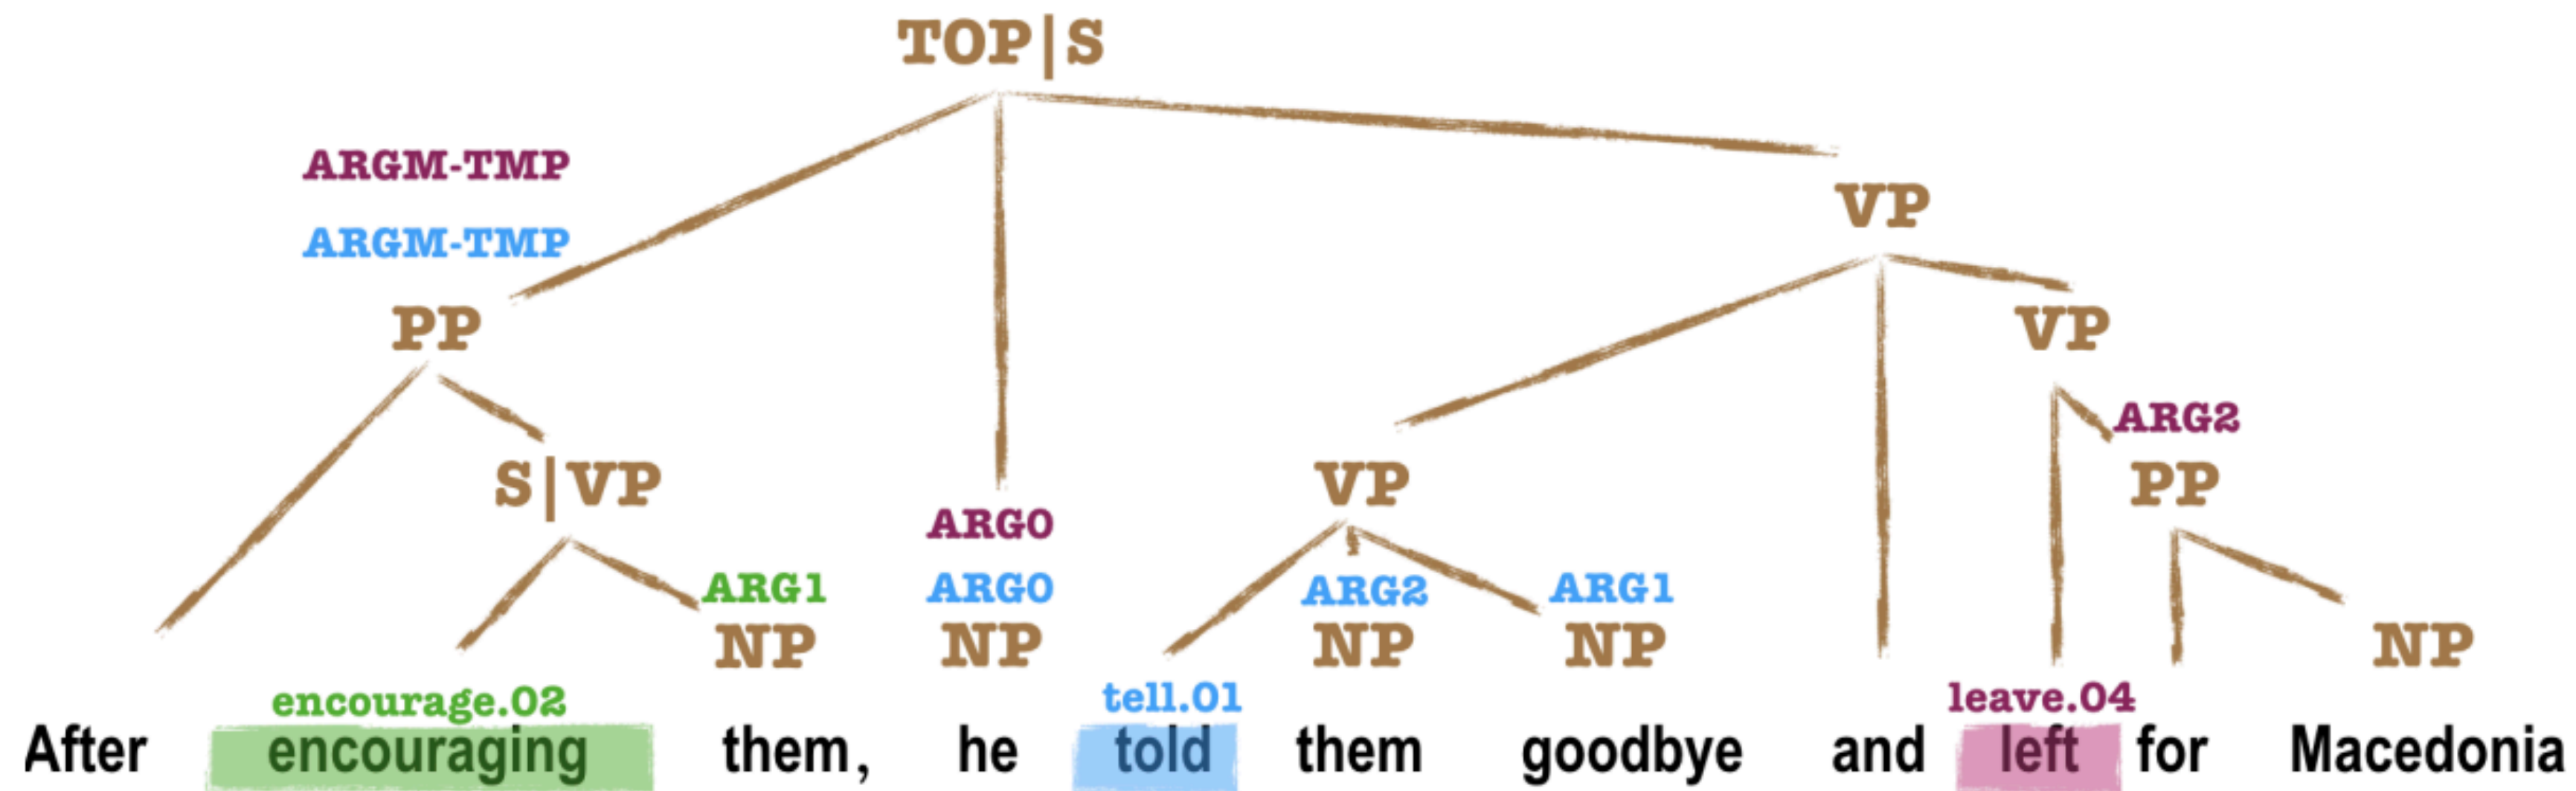 TOP|S
ARGM-TMP
VP
ARGM-TMP
PP VP
ARG2
S|VP VP PP
ARG0
ARG1 ARG0 ARG2 ARG1
NP NP NP NP NP
encourage.02 tell.01 leave.04
After encouraging them, he told them goodbye and left for Macedonia